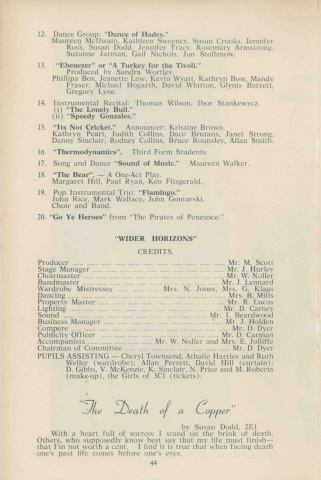 12. Dance Group: "Dance of Hades."
Maureen McIlwain, Kathleen Sweeney, Susan Crooks, Jennifer
Ross, Susan Dodd, Jennifer Tracy, Rosemary Armstrong,
Suzanne Jarman, Gail Nichols, Jan Stollznow.
13. "Ebenezer" or "A Turkey for the Tivoli."
Produced by Sandra Wortley.
Phillipa Box, Jeanette Low, Kevin Wyatt, Kathryn Bow, Mandy
Fraser, Michael Hogarth, David Whitton, Glynis Barrett,
Gregory Lyne.
14. Instrumental Recital: Thomas Wilson, Ibor Stankewycz.
(i) "The Lonely Bull."
(ii) "Speedy Gonzales."
15. "Its Not Cricket." Announcer: Kristine Brown.
Kathryn Peart, Judith Collins, Dace Brutans, Janet Strong,
Danny Sinclair, Rodney Collins, Bruce Rounsley, Allan Smith.
16. "Thermodynamics". Third Form Students.
17. Song and Dance "Sound of Music." Maureen Walker.
18. "The Bear". — A One-Act Play.
Margaret Hill, Paul Ryan, Ken Fitzgerald.
19. Pop Instrumental Trio: "Flamingo."
John Rice, Mark Wallace, John Gontarski.
Choir and Band.
20. "Go Ye Heroes" from "The Pirates of Penzance."
"WIDER HORIZONS"
CREDITS.
Producer ... Mr. M. Scott
Stage Manager ... Mr. J. Hurley
Choirmaster ... Mr. W. Noller
Bandmaster ... Mr. J. Lennard
Wardrobe Mistresses ... Mrs. N. Jones, Mrs. G. Klaas
Dancing ... Mrs. B. Mills
Property Master ... Mr. R. Lucas
Lighting ... Mr. D. Carney
Sound ... Mr. T. Beardwood
Business Manager ... Mr. J. Holden
Compere ... Mr. D. Dyer
Publicity Officer ... Mr. D. Carman
Accompanists ... Mr. W. Noller and Mrs. E. Jolliffe
Chairman of Committee ... Mr. D. Dyer
PUPILS ASSISTING — Cheryl Townsend, Athalie Harries and Ruth
Weller (wardrobe); Allan Perrett, David Hill (curtain);
D. Gibbs, V. McKenzie, K. Sinclair, N. Price and M. Roberts
(make-up), the Girls of 3C1 (tickets).
"The Death of a Copper"
by Susan Dodd, 2E1.
With a heart full of sorrow I stand on the brink of death.
Others, who supposedly know best say that my life must finish—
that I'm not worth a cent. I find it is true that when facing death
one's past life comes before one's eyes.
44